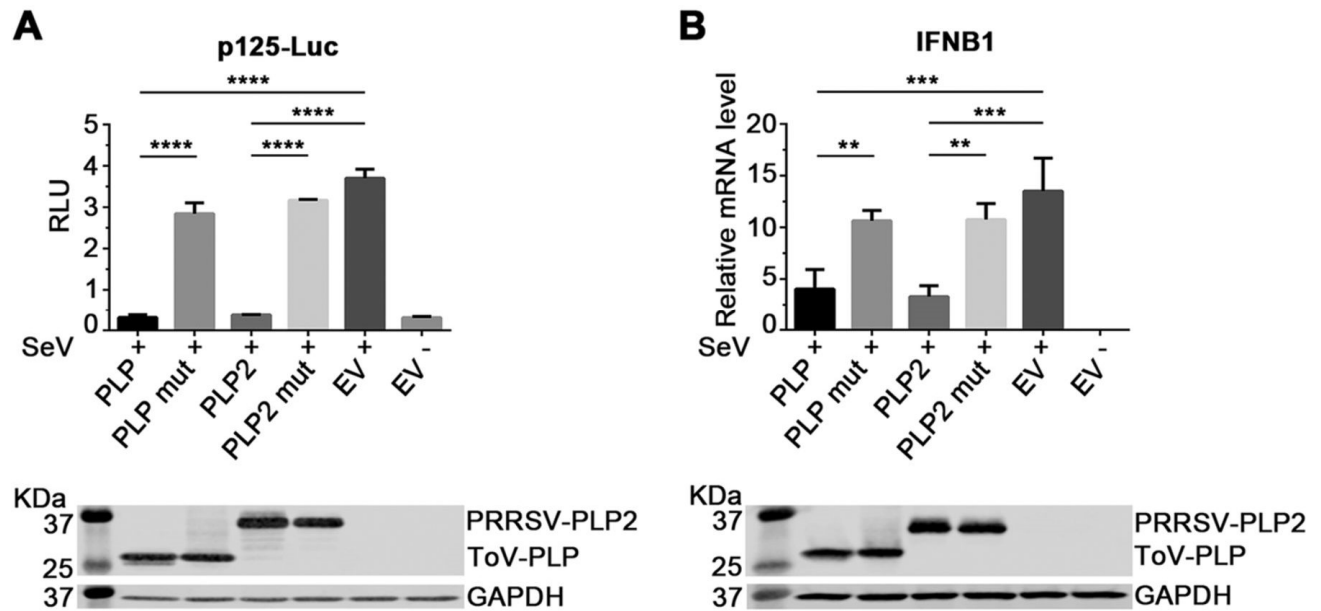 A
p125-Luc
****
****
**** ****
RLU
5
4
3
2
1
0
SeV + + + + + -
PLP
PLP mut
PLP2
PLP2 mut
EV
EV
KDa
37
25
37
PRRSV-PLP2
ToV-PLP
GAPDH
B
IFNB1
***
***
** **
Relative mRNA level
20
15
10
5
0
SeV + + + + + -
PLP
PLP mut
PLP2
PLP2 mut
EV
EV
KDa
37
25
37
PRRSV-PLP2
ToV-PLP
GAPDH